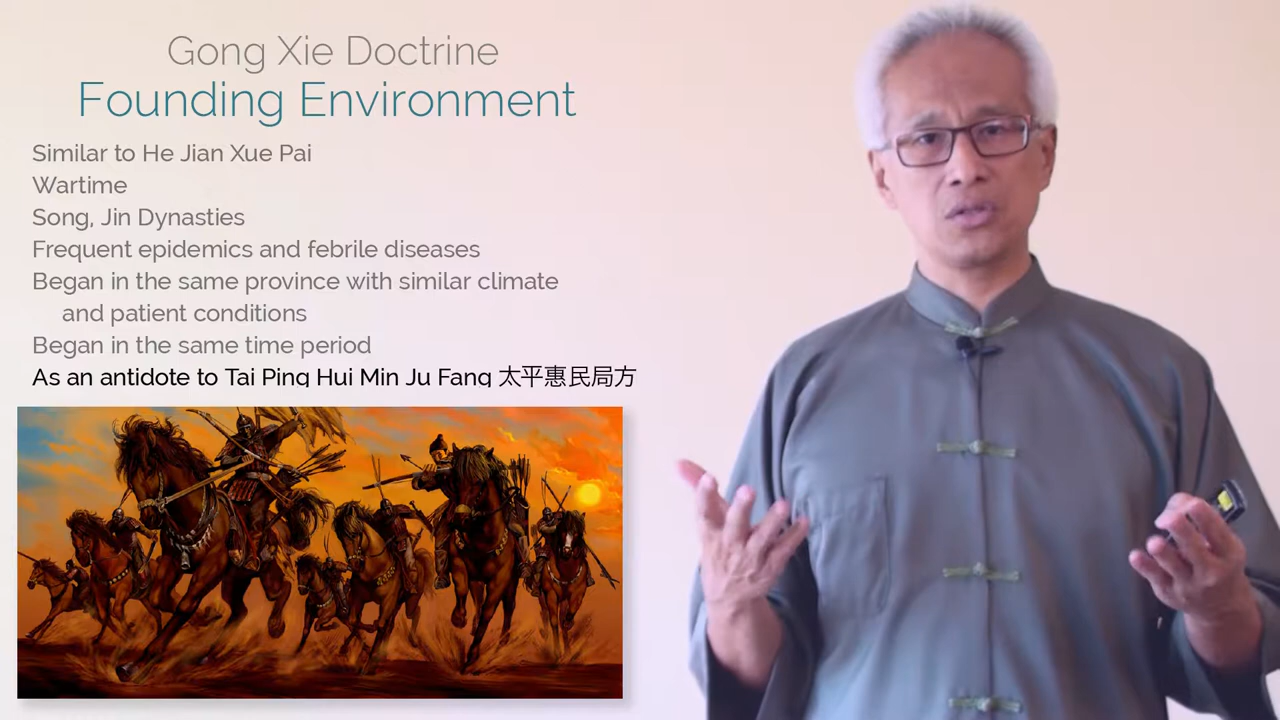 Gong Xie Doctrine
Founding Environment
Similar to He Jian Xue Pai
Wartime
Song, Jin Dynasties
Frequent epidemics and febrile diseases
Began in the same province with similar climate
and patient conditions
Began in the same time period
As an antidote to Tai Ping Hui Min Ju Fang 太平惠民局方